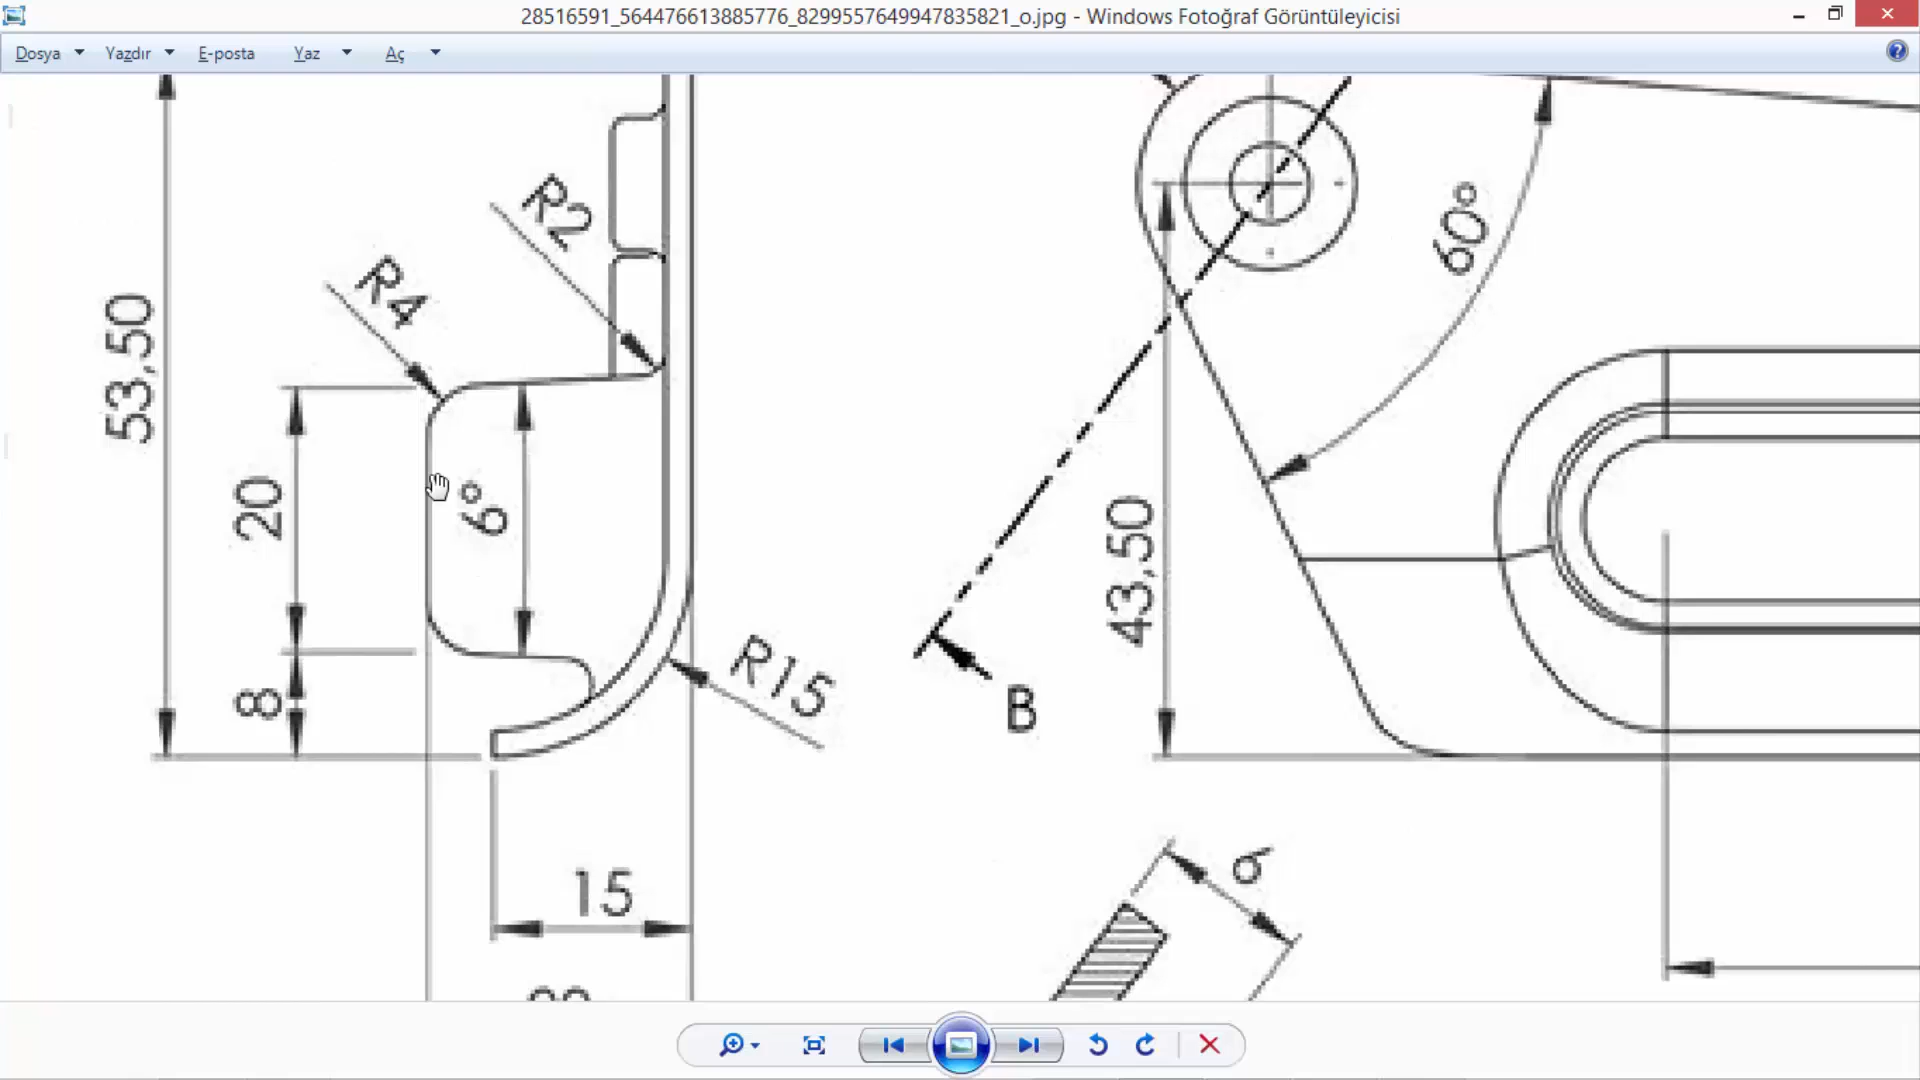 28516591_564476613885776_8299557649947835821_o.jpg - Windows Fotoğraf Görüntüleyicisi
Dosya Yazdır E-posta Yaz Aç
R2
R4
60°
53,50
20
6°
43,50
8
R15
B
15
6